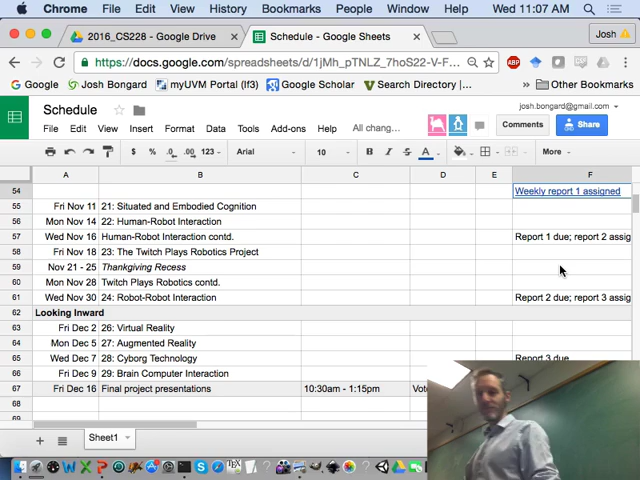 Chrome File Edit View History Bookmarks People Window Wed 11:07 AM
2016_CS228 - Google Drive Schedule - Google Sheets Josh
https://docs.google.com/spreadsheets/d/1jMh_pTNLZ_7hoS22-V-F...
Google Josh Bongard myUVM Portal (lf3) Google Scholar Search Directory/... Other Bookmarks
Schedule josh.bongard@gmail.com
File Edit View Insert Format Data Tools Add-ons Help All chang... Comments Share
$ % .0 .00 123 Arial 10 B I S A More
A B C D E F
54 Weekly report 1 assigned
55 Fri Nov 11 21: Situated and Embodied Cognition
56 Mon Nov 14 22: Human-Robot Interaction
57 Wed Nov 16 Human-Robot Interaction contd. Report 1 due; report 2 assig
58 Fri Nov 18 23: The Twitch Plays Robotics Project
59 Nov 21 - 25 Thankgiving Recess
60 Mon Nov 28 Twitch Plays Robotics contd.
61 Wed Nov 30 24: Robot-Robot Interaction Report 2 due; report 3 assig
62 Looking Inward
63 Fri Dec 2 26: Virtual Reality
64 Mon Dec 5 27: Augmented Reality
65 Wed Dec 7 28: Cyborg Technology Report 3 due
66 Fri Dec 9 29: Brain Computer Interaction
67 Fri Dec 16 Final project presentations 10:30am - 1:15pm Vote
68
69
Sheet1